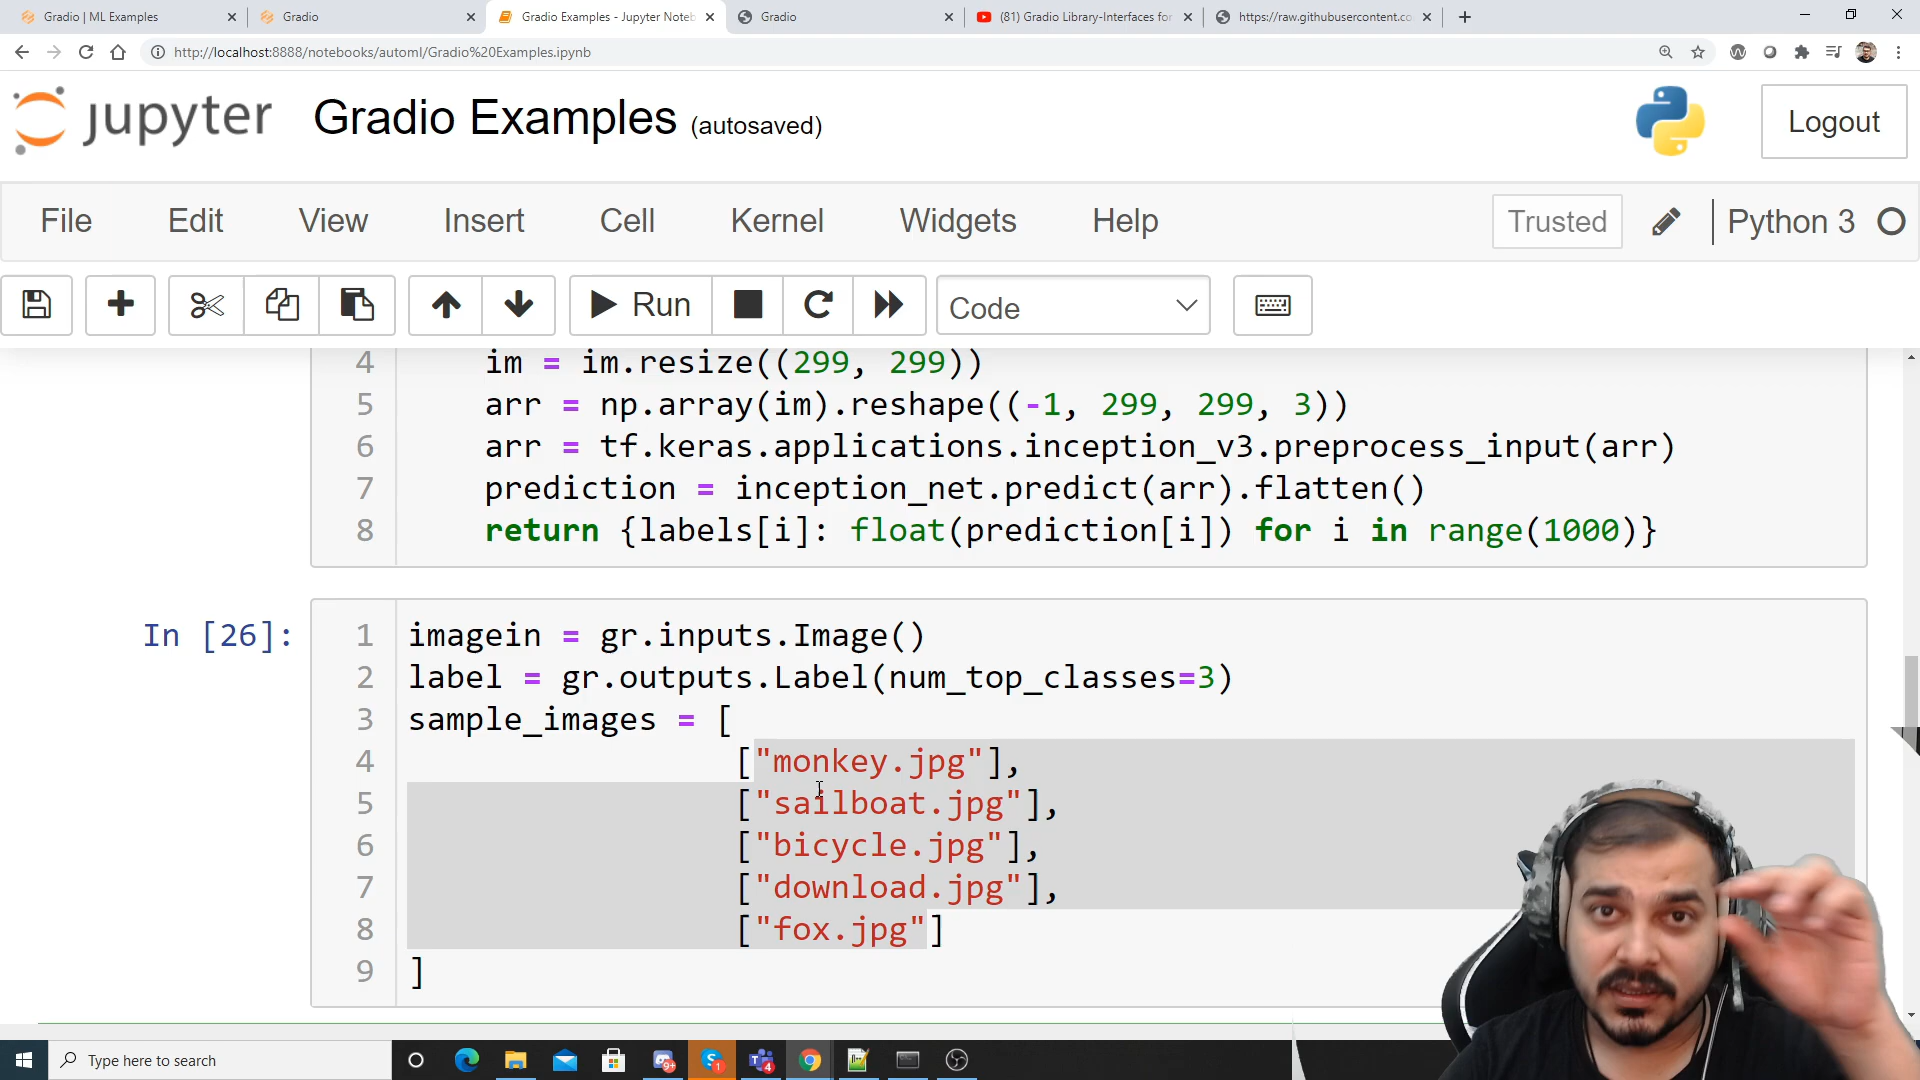 Gradio | ML Examples
Gradio
Gradio Examples - Jupyter Noteb
Gradio
(81) Gradio Library-Interfaces for
https://raw.githubusercontent.co
http://localhost:8888/notebooks/automl/Gradio%20Examples.ipynb
jupyter
Gradio Examples (autosaved)
Logout
File Edit View Insert Cell Kernel Widgets Help
Trusted
Python 3
Run
Code
4 im = im.resize((299, 299))
5 arr = np.array(im).reshape((-1, 299, 299, 3))
6 arr = tf.keras.applications.inception_v3.preprocess_input(arr)
7 prediction = inception_net.predict(arr).flatten()
8 return {labels[i]: float(prediction[i]) for i in range(1000)}
In [26]:
1 imagein = gr.inputs.Image()
2 label = gr.outputs.Label(num_top_classes=3)
3 sample_images = [
4 ["monkey.jpg"],
5 ["sailboat.jpg"],
6 ["bicycle.jpg"],
7 ["download.jpg"],
8 ["fox.jpg"]
9 ]
Type here to search